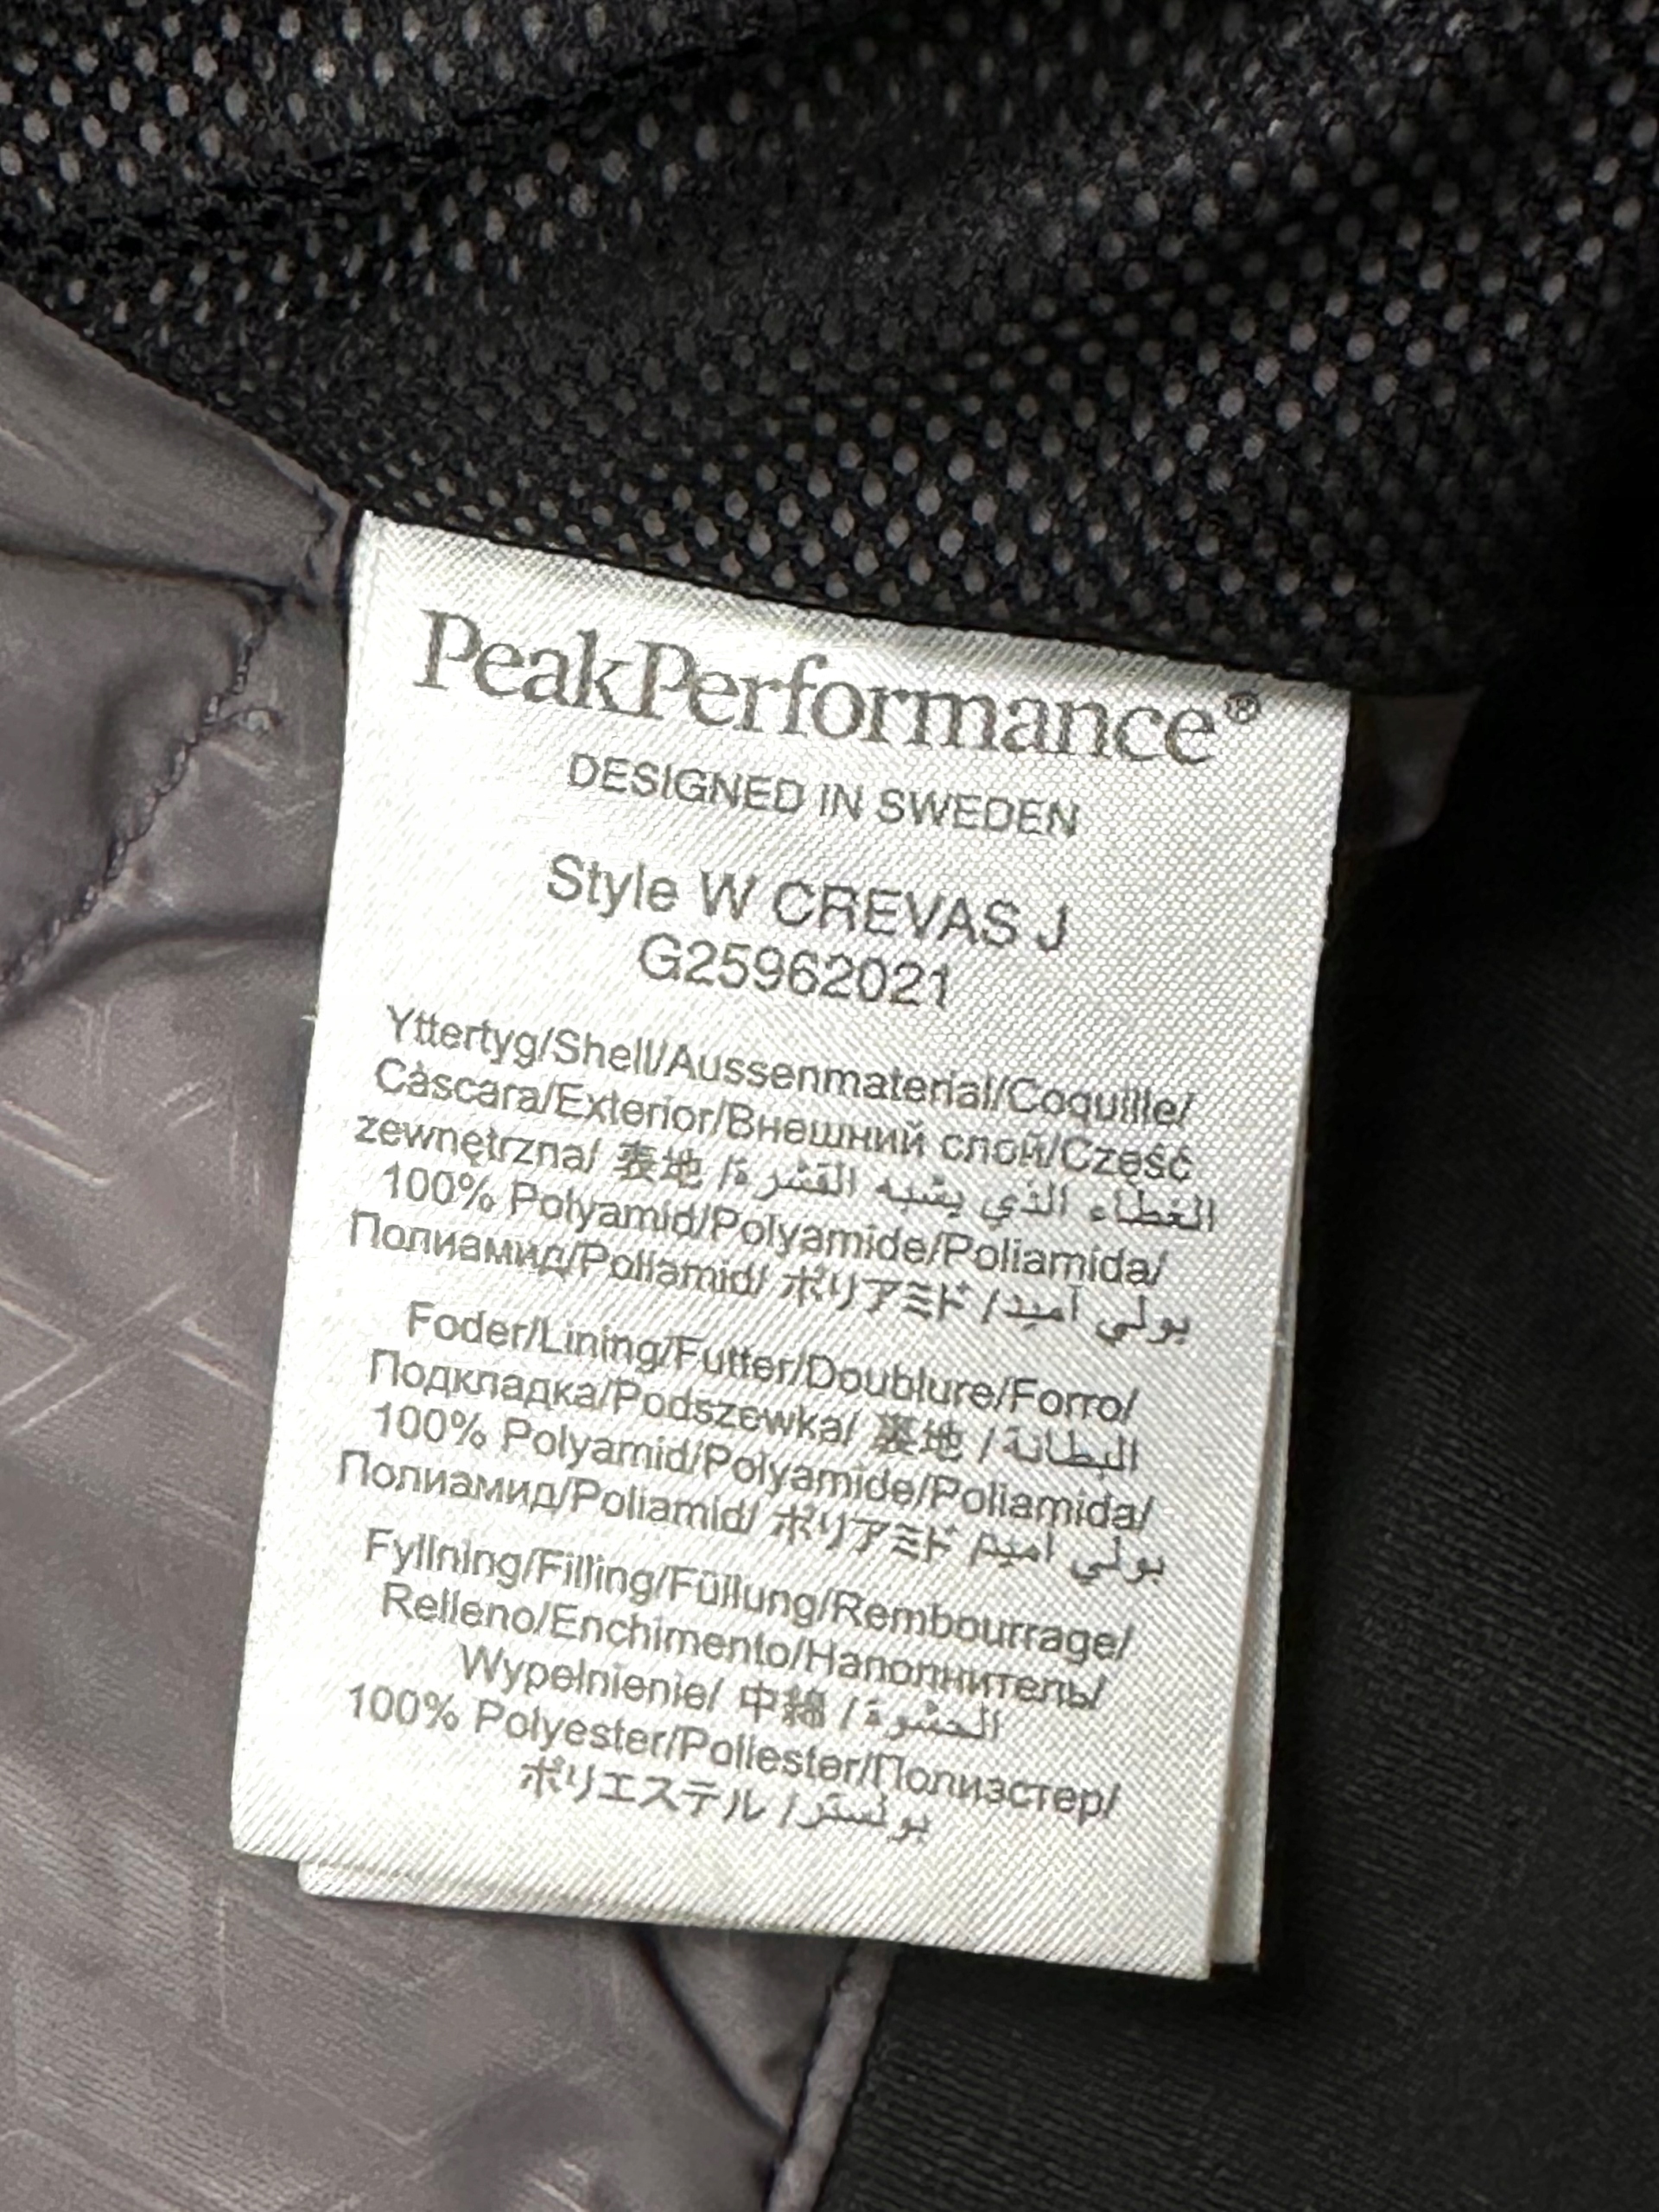 PeakPerformance®
DESIGNED IN SWEDEN
Style W CREVAS J
G25962021
Yttertyg/Shell/Aussenmaterial/Coquille/
Càscara/Exterior/Внешний слой/Część
zewnętrzna/ 表地 /الغطاء الذي يشبه القشرة/
100% Polyamid/Polyamide/Poliamida/
Полиамид/Poliamid/ ポリアミド /بولي أميد
Foder/Lining/Futter/Doublure/Forro/
Подкладка/Podszewka/ 裏地 /البطانة
100% Polyamid/Polyamide/Poliamida/
Полиамид/Poliamid/ ポリアミド بولي أميم
Fyllning/Filling/Füllung/Rembourrage/
Relleno/Enchimento/Наполнитель/
Wypełnienie/ 中綿 /الحشوة
100% Polyester/Poliester/Полиэстер/
ポリエステル /بولستر